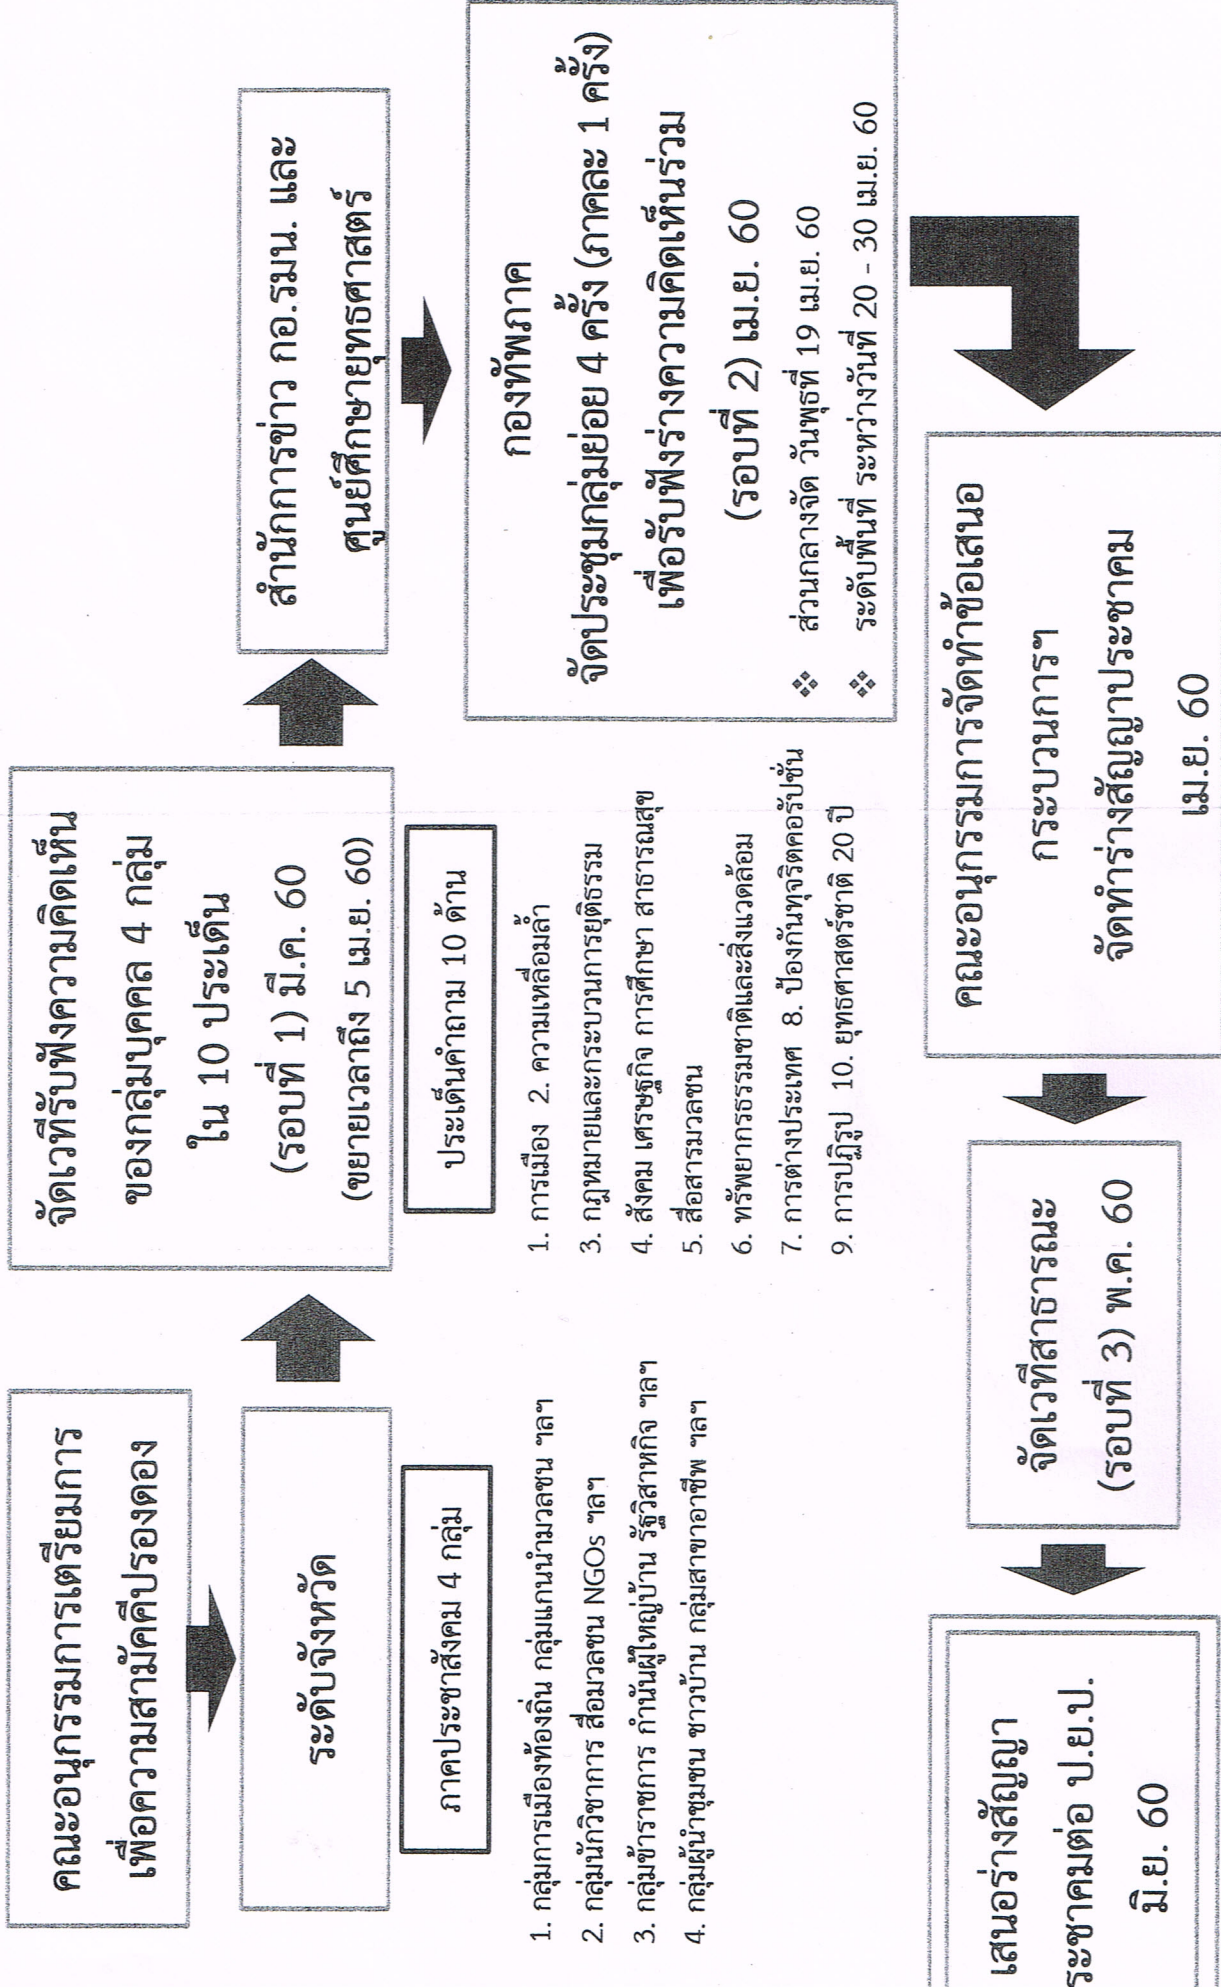 คณะอนุกรรมการเตรียมการ
เพื่อความสามัคคีปรองดอง
ระดับจังหวัด
ภาคประชาสังคม 4 กลุ่ม
1. กลุ่มการเมืองท้องถิ่น กลุ่มแกนนำมวลชน ฯลฯ
2. กลุ่มนักวิชาการ สื่อมวลชน NGOs ฯลฯ
3. กลุ่มข้าราชการ กำนันผู้ใหญ่บ้าน รัฐวิสาหกิจ ฯลฯ
4. กลุ่มผู้นำชุมชน ชาวบ้าน กลุ่มสาขาอาชีพ ฯลฯ
จัดเวทีรับฟังความคิดเห็น
ของกลุ่มบุคคล 4 กลุ่ม
ใน 10 ประเด็น
(รอบที่ 1) มี.ค. 60
(ขยายเวลาถึง 5 เม.ย. 60)
ประเด็นคำถาม 10 ด้าน
1. การเมือง 2. ความเหลื่อมล้ำ
3. กฎหมายและกระบวนการยุติธรรม
4. สังคม เศรษฐกิจ การศึกษา สาธารณสุข
5. สื่อสารมวลชน
6. ทรัพยากรธรรมชาติและสิ่งแวดล้อม
7. การต่างประเทศ 8. ป้องกันทุจริตคอรัปชั่น
9. การปฏิรูป 10. ยุทธศาสตร์ชาติ 20 ปี
สำนักการข่าว กอ.รมน. และ
ศูนย์ศึกษายุทธศาสตร์
กองทัพภาค
จัดประชุมกลุ่มย่อย 4 ครั้ง (ภาคละ 1 ครั้ง)
เพื่อรับฟังร่างความคิดเห็นร่วม
(รอบที่ 2) เม.ย. 60
❖ ส่วนกลางจัด วันพุธที่ 19 เม.ย. 60
❖ ระดับพื้นที่ ระหว่างวันที่ 20 - 30 เม.ย. 60
คณะอนุกรรมการจัดทำข้อเสนอ
กระบวนการฯ
จัดทำร่างสัญญาประชาคม
เม.ย. 60
จัดเวทีสาธารณะ
(รอบที่ 3) พ.ค. 60
เสนอร่างสัญญา
ระชาคมต่อ ป.ย.ป.
มิ.ย. 60